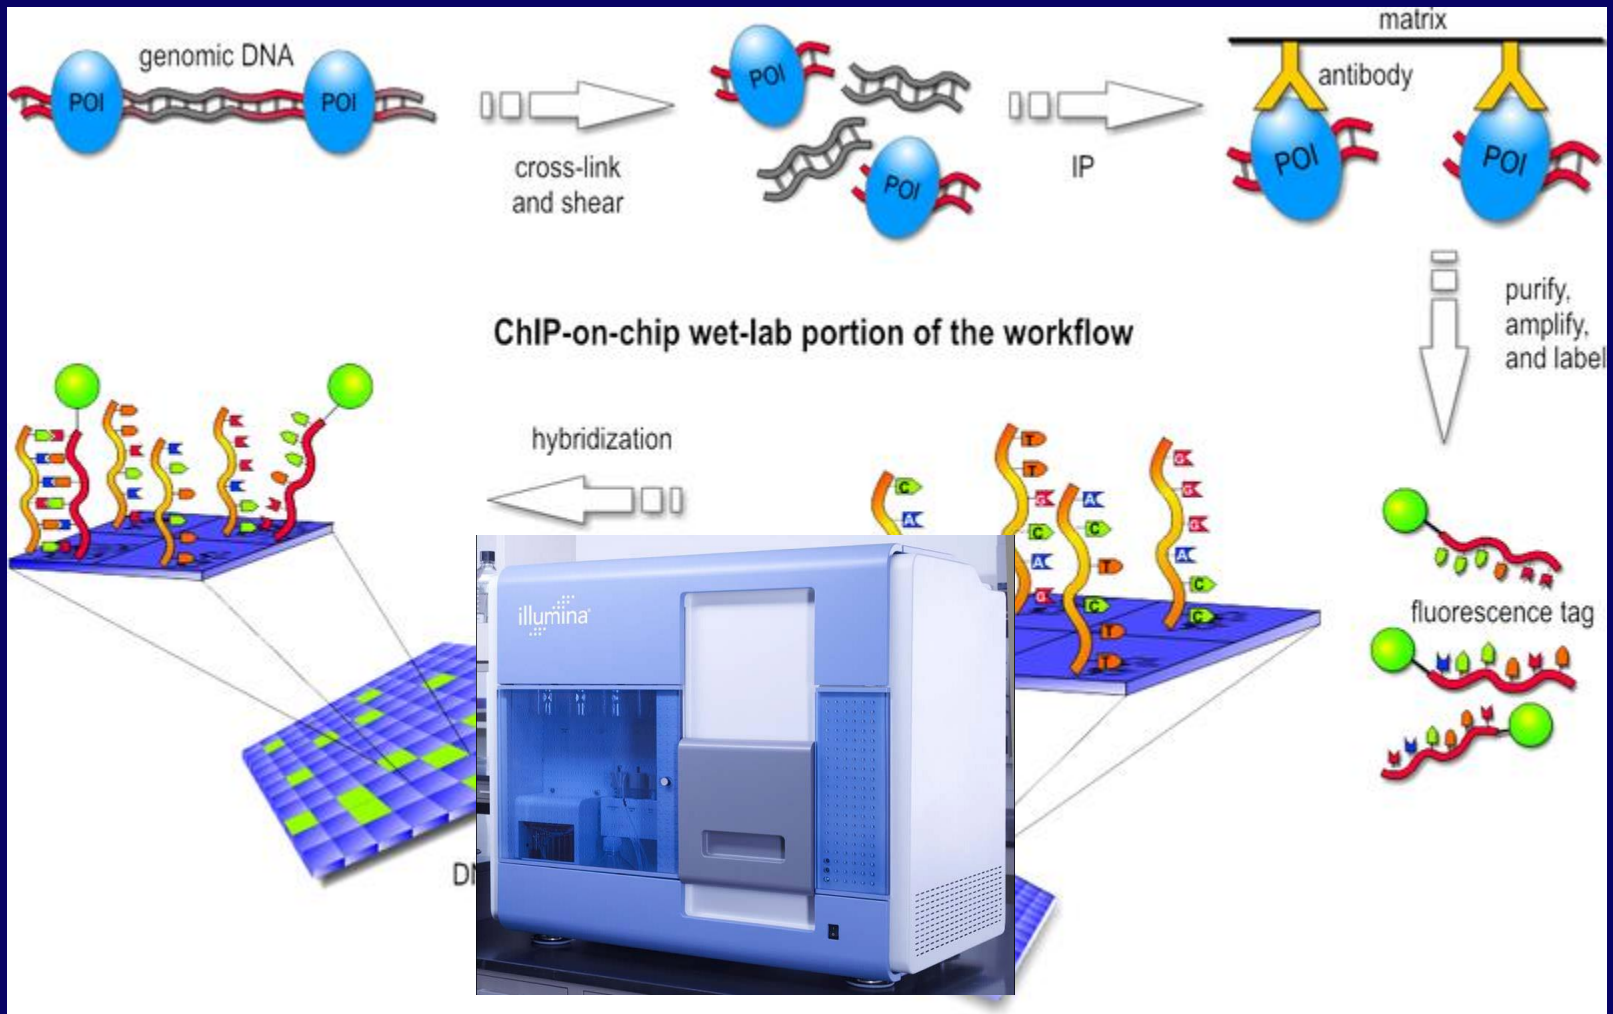 genomic DNA
POI
POI
cross-link
and shear
POI
POI
IP
matrix
antibody
POI
POI
purify,
amplify,
and label
ChIP-on-chip wet-lab portion of the workflow
hybridization
C
A
T
T
G
C
A
G
A
C
T
C
T
T
G
G
G
A
C
C
fluorescence tag
illumina